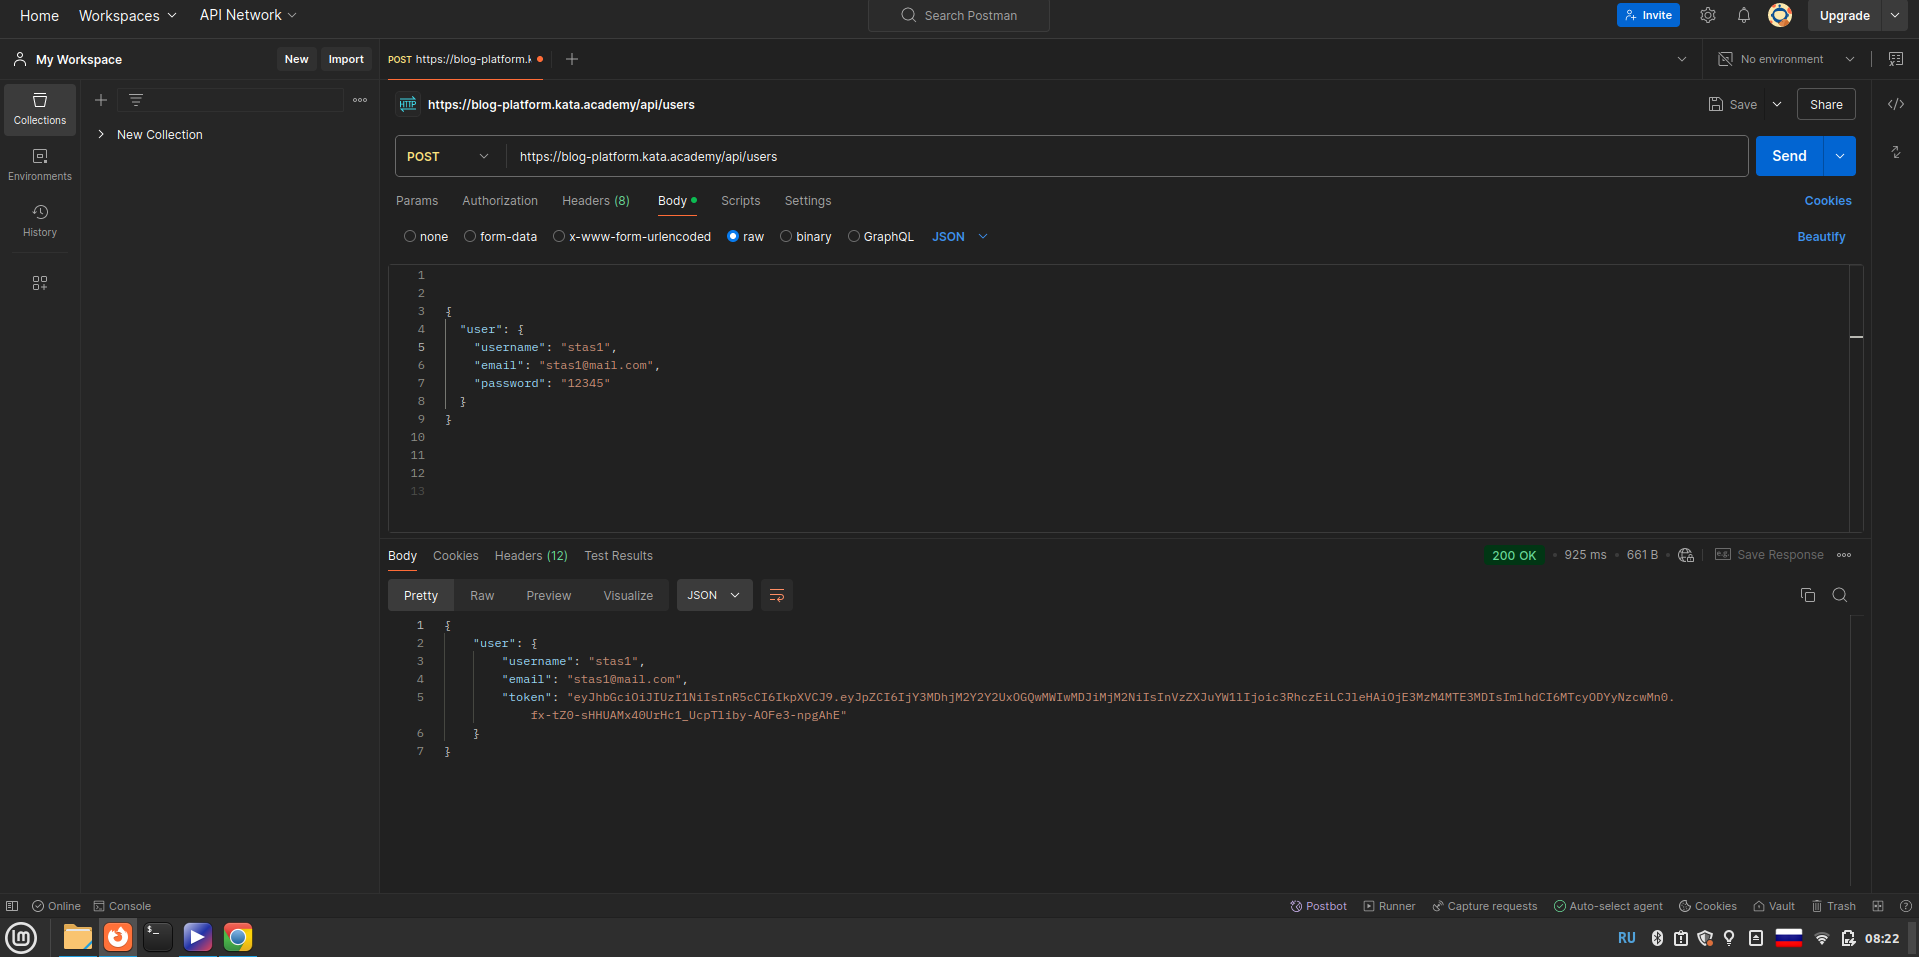 Home Workspaces API Network Search Postman Invite Upgrade
My Workspace New Import POST https://blog-platform.k No environment
Collections
Environments
History
New Collection
HTTP https://blog-platform.kata.academy/api/users Save Share
POST https://blog-platform.kata.academy/api/users Send
Params Authorization Headers (8) Body Scripts Settings Cookies
none form-data x-www-form-urlencoded raw binary GraphQL JSON Beautify
1
2
3 {
4 "user": {
5 "username": "stas1",
6 "email": "stas1@mail.com",
7 "password": "12345"
8 }
9 }
10
11
12
13
Body Cookies Headers (12) Test Results 200 OK • 925 ms • 661 B • e.g. Save Response
Pretty Raw Preview Visualize JSON
1 {
2 "user": {
3 "username": "stas1",
4 "email": "stas1@mail.com",
5 "token": "eyJhbGciOiJIUzI1NiIsInR5cCI6IkpXVCJ9.eyJpZCI6IjY3MDhjM2Y2Y2UxOGQwMWIwMDJiMjM2NiIsInVzZXJuYW1lIjoic3RhczEiLCJleHAiOjE3MzM4MTE3MDIsImlhdCI6MTcyODYyNzcwMn0.
fx-tZ0-sHHUAMx40UrHc1_UcpTliby-AOFe3-npgAhE"
6 }
7 }
Online Console Postbot Runner Capture requests Auto-select agent Cookies Vault Trash
RU 08:22